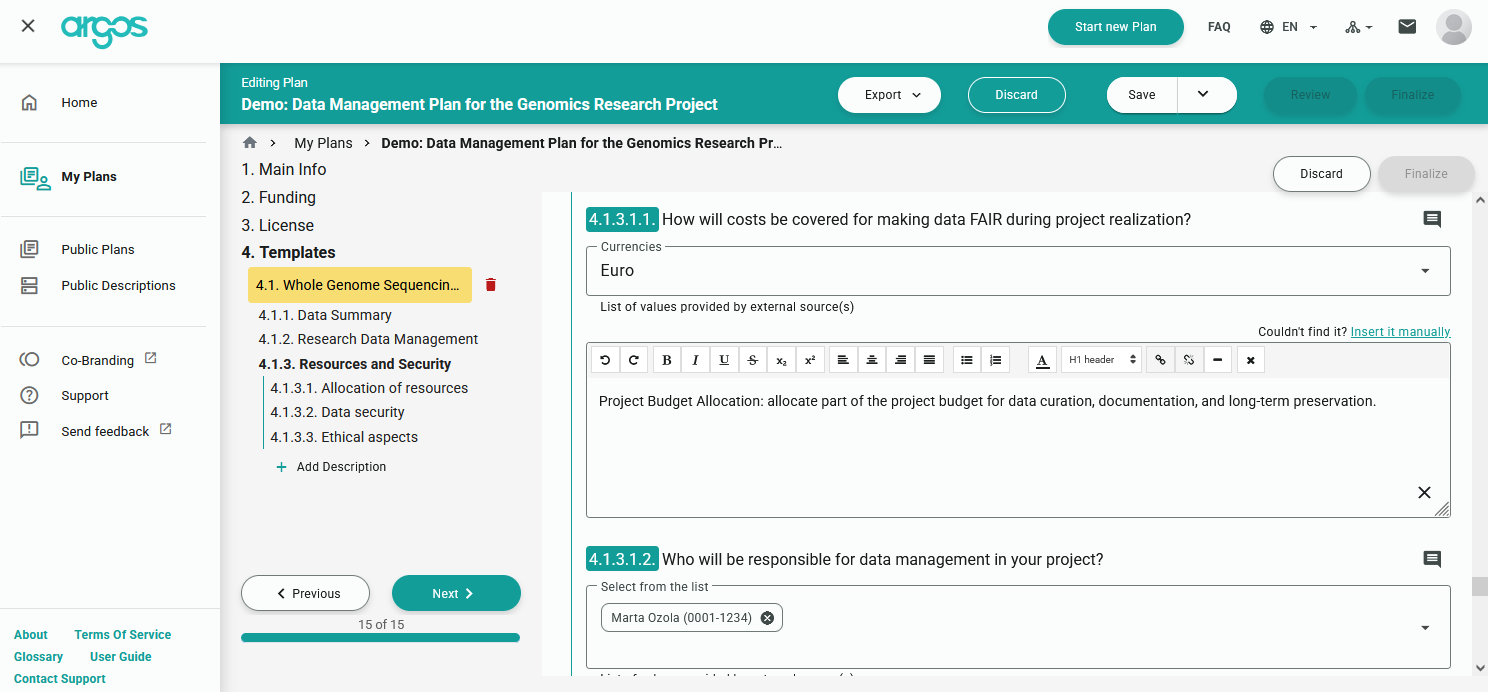 argos
Start new Plan
FAQ
EN
Home
My Plans
Public Plans
Public Descriptions
Co-Branding
Support
Send feedback
About Terms Of Service
Glossary User Guide
Contact Support
Editing Plan
Demo: Data Management Plan for the Genomics Research Project
Export
Discard
Save
Review
Finalize
My Plans
Demo: Data Management Plan for the Genomics Research Pr...
Discard
Finalize
1. Main Info
2. Funding
3. License
4. Templates
4.1. Whole Genome Sequencin...
4.1.1. Data Summary
4.1.2. Research Data Management
4.1.3. Resources and Security
4.1.3.1. Allocation of resources
4.1.3.2. Data security
4.1.3.3. Ethical aspects
+ Add Description
Previous
Next
15 of 15
4.1.3.1.1. How will costs be covered for making data FAIR during project realization?
Currencies
Euro
List of values provided by external source(s)
Couldn't find it? Insert it manually
B I U S x₂ x² A H1 header
Project Budget Allocation: allocate part of the project budget for data curation, documentation, and long-term preservation.
4.1.3.1.2. Who will be responsible for data management in your project?
Select from the list
Marta Ozola (0001-1234)